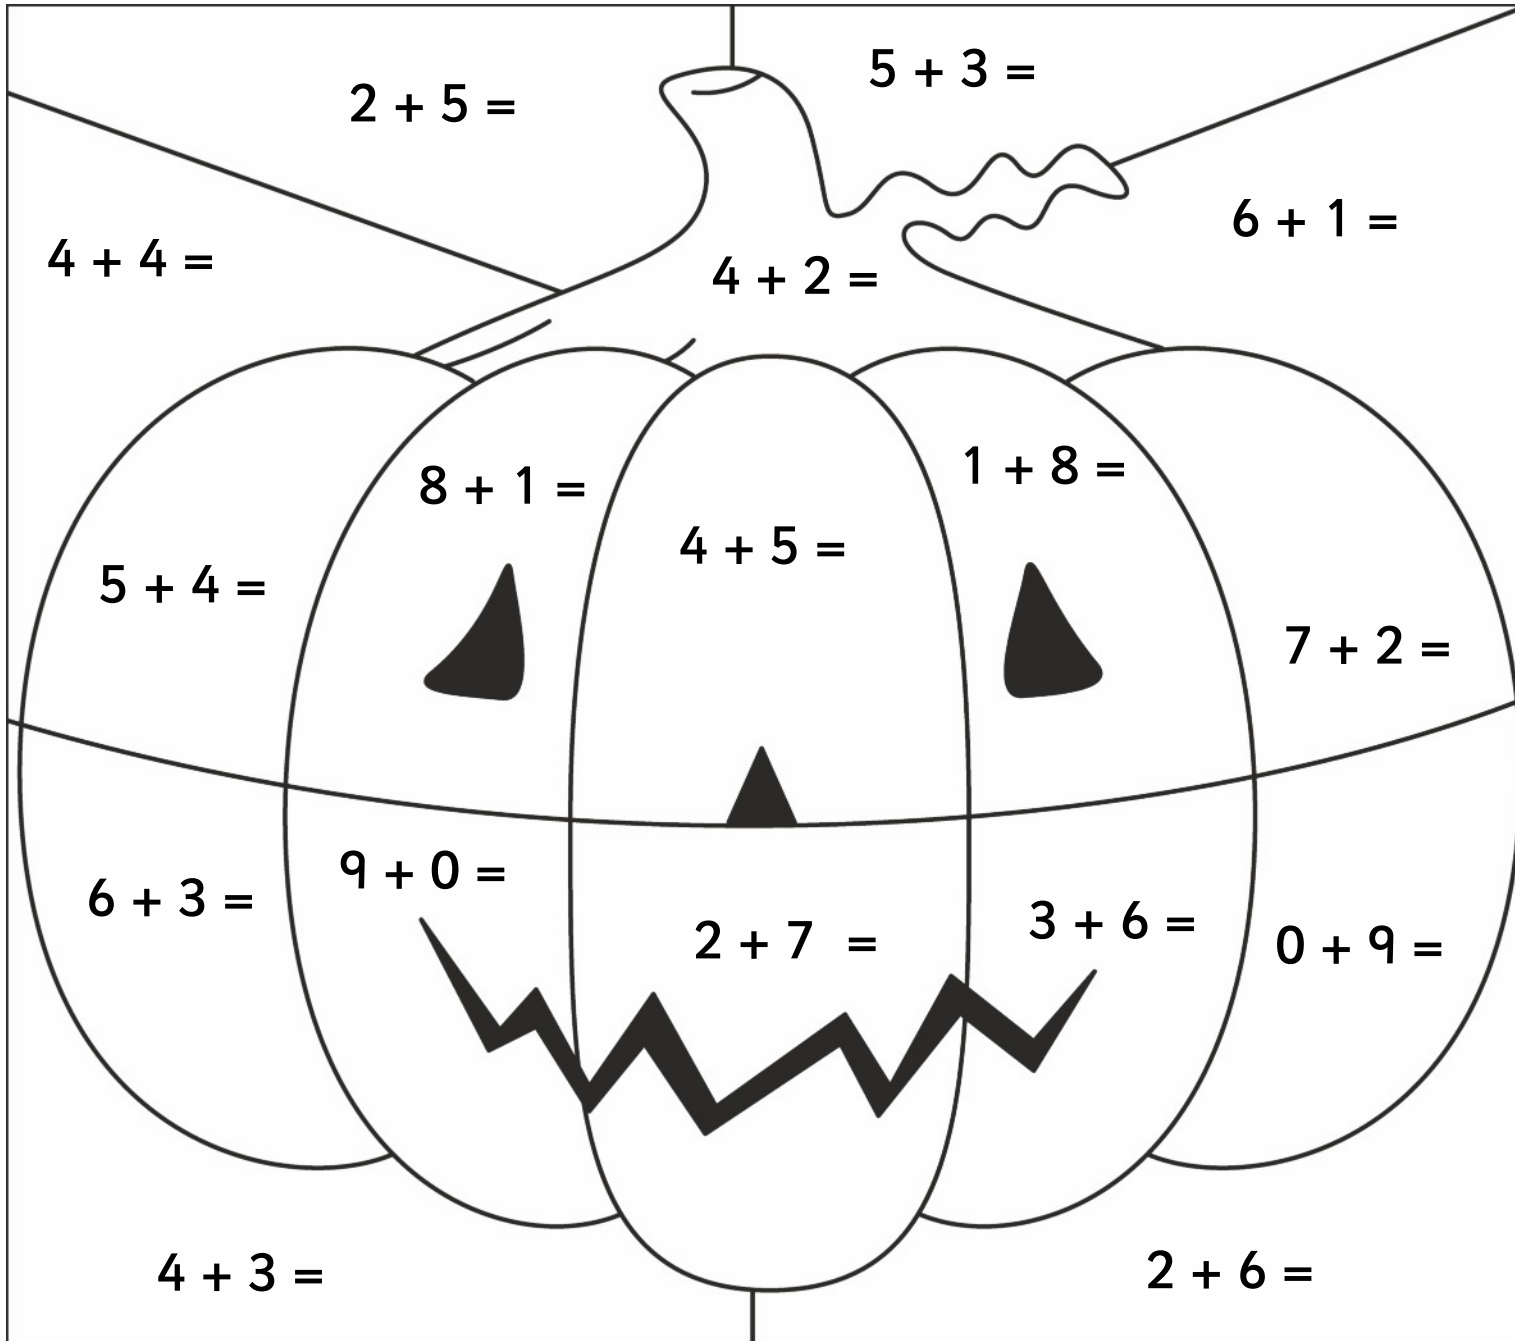 5 + 3 =
2 + 5 =
6 + 1 =
4 + 4 =
4 + 2 =
1 + 8 =
8 + 1 =
4 + 5 =
5 + 4 =
7 + 2 =
9 + 0 =
6 + 3 =
3 + 6 =
2 + 7 =
0 + 9 =
4 + 3 =
2 + 6 =